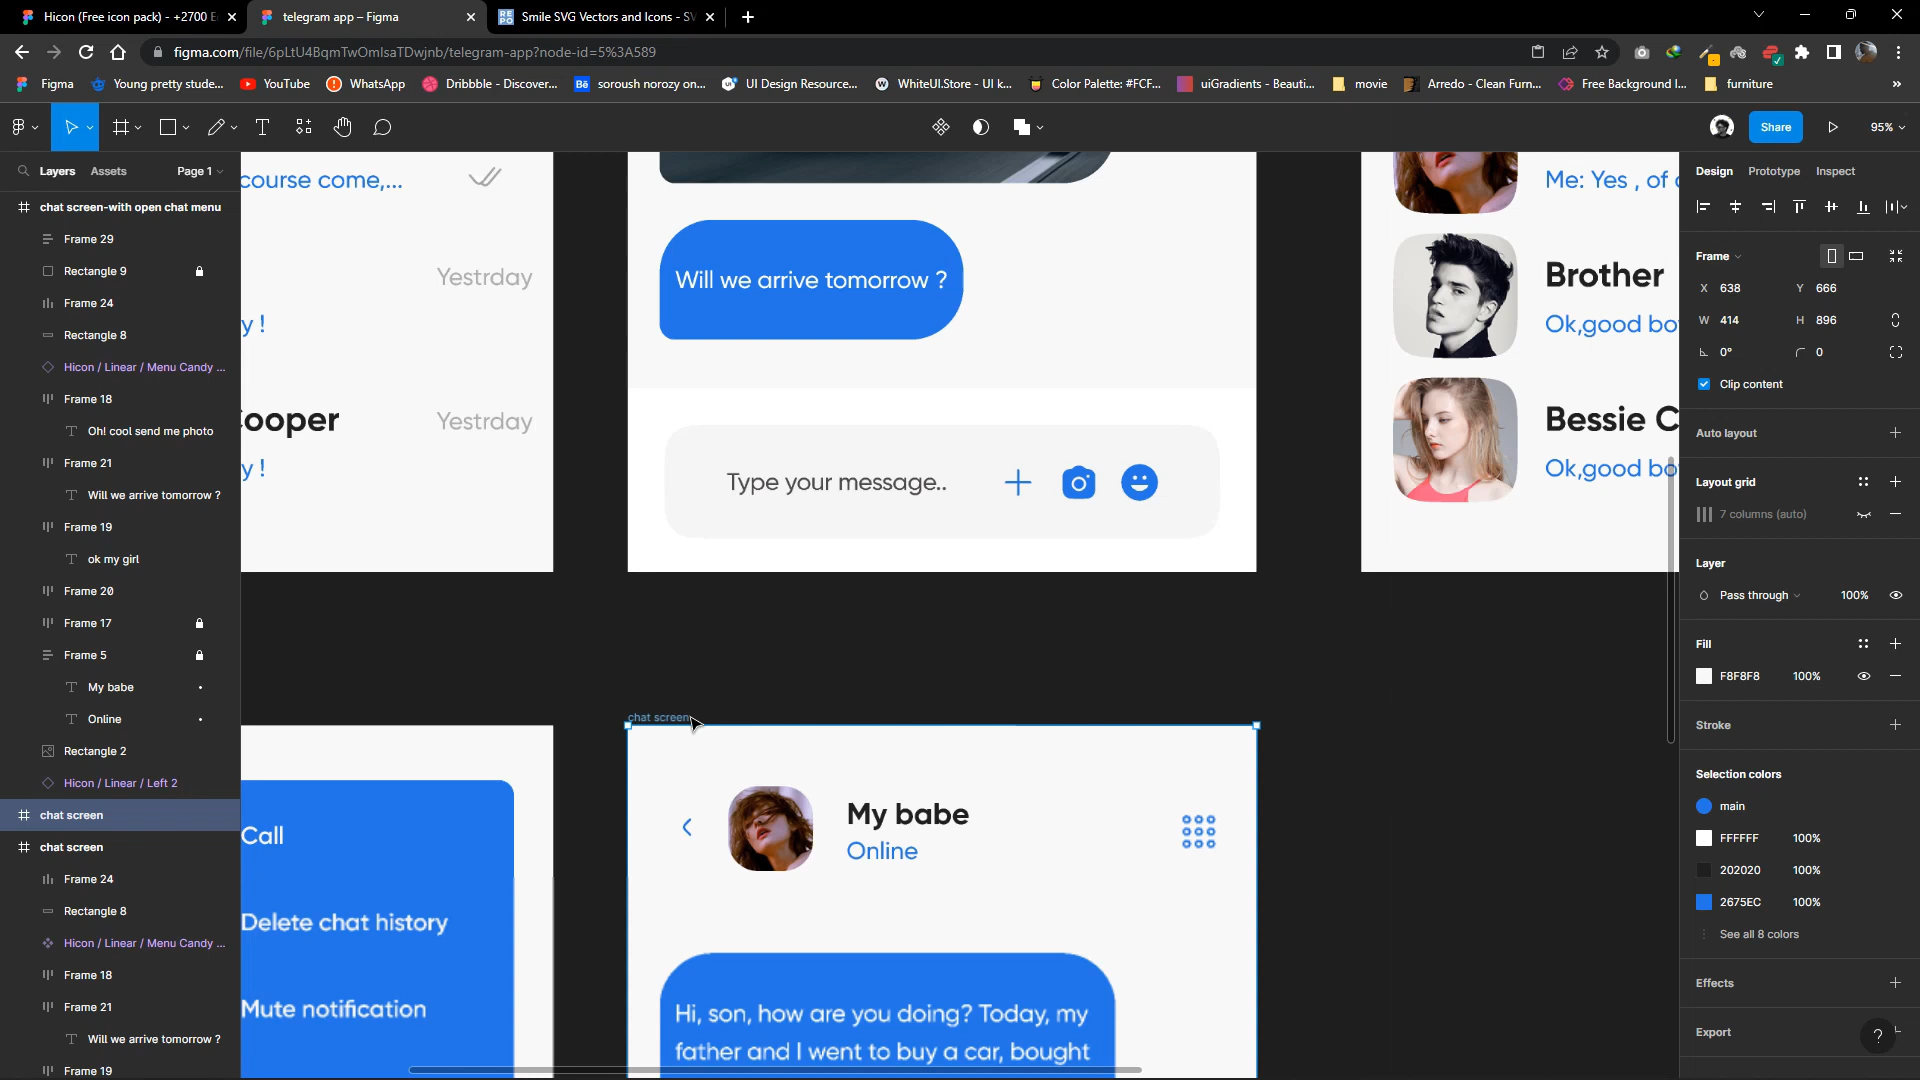 Hicon (Free icon pack) - +2700 E
telegram app – Figma
Smile SVG Vectors and Icons - SV
figma.com/file/6pLtU4BqmTwOmIsaTDwjnb/telegram-app?node-id=5%3A589
Figma
Young pretty stude...
YouTube
WhatsApp
Dribbble - Discover...
soroush norozy on...
UI Design Resource...
WhiteUI.Store - UI k...
Color Palette: #FCF...
uiGradients - Beauti...
movie
Arredo - Clean Furn...
Free Background I...
furniture
Share
95%
Layers
Assets
Page 1
chat screen-with open chat menu
Frame 29
Rectangle 9
Frame 24
Rectangle 8
Hicon / Linear / Menu Candy ...
Frame 18
Oh! cool send me photo
Frame 21
Will we arrive tomorrow ?
Frame 19
ok my girl
Frame 20
Frame 17
Frame 5
My babe
Online
Rectangle 2
Hicon / Linear / Left 2
chat screen
chat screen
Frame 24
Rectangle 8
Hicon / Linear / Menu Candy ...
Frame 18
Frame 21
Will we arrive tomorrow ?
Frame 19
course come,...
Yestrday
y !
Cooper
Yestrday
y !
Will we arrive tomorrow ?
Type your message..
Me: Yes , of
Brother
Ok,good bo
Bessie C
Ok,good bo
Call
Delete chat history
Mute notification
chat screen
My babe
Online
Hi, son, how are you doing? Today, my
father and I went to buy a car, bought
Design
Prototype
Inspect
Frame
X 638
Y 666
W 414
H 896
0°
0
Clip content
Auto layout
Layout grid
7 columns (auto)
Layer
Pass through
100%
Fill
F8F8F8
100%
Stroke
Selection colors
main
FFFFFF
100%
202020
100%
2675EC
100%
See all 8 colors
Effects
Export
?